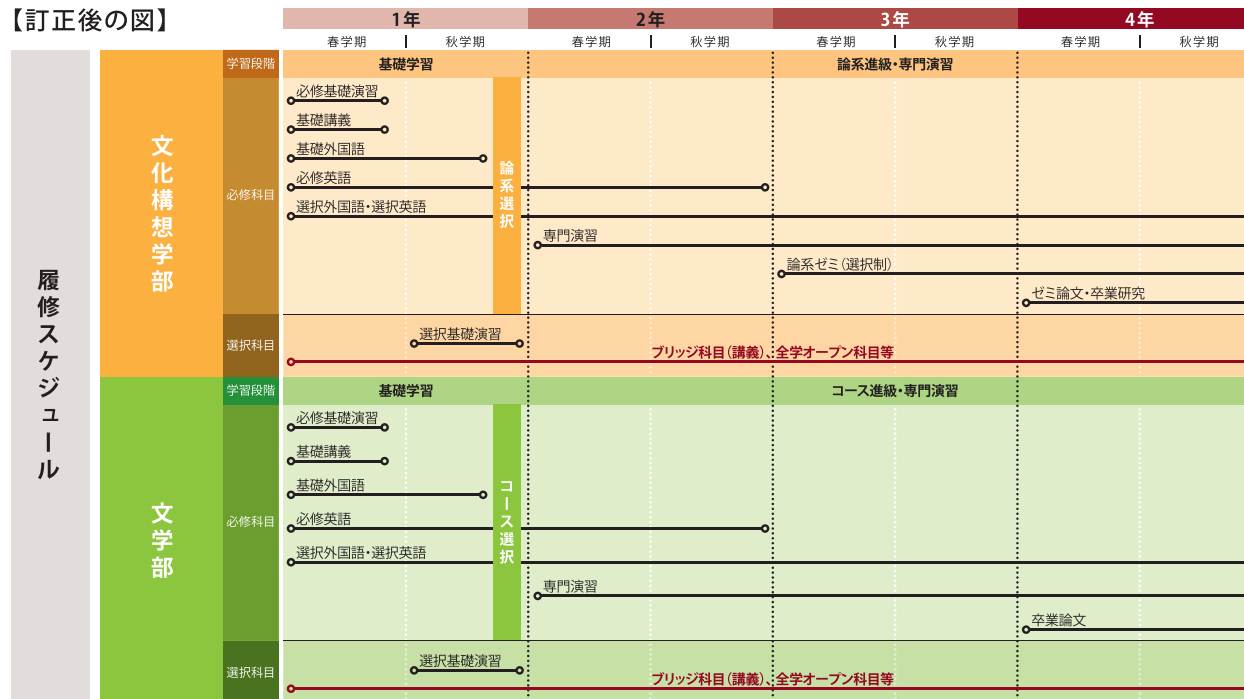 【訂正後の図】
1年
2年
3年
4年
春学期
秋学期
春学期
秋学期
春学期
秋学期
春学期
秋学期
履修スケジュール
文化構想学部
学習段階
基礎学習
論系進級・専門演習
必修科目
必修基礎演習
基礎講義
基礎外国語
必修英語
選択外国語・選択英語
論系選択
専門演習
論系ゼミ（選択制）
ゼミ論文・卒業研究
選択科目
選択基礎演習
ブリッジ科目（講義）、全学オープン科目等
文学部
学習段階
基礎学習
コース進級・専門演習
必修科目
必修基礎演習
基礎講義
基礎外国語
必修英語
選択外国語・選択英語
コース選択
専門演習
卒業論文
選択科目
選択基礎演習
ブリッジ科目（講義）、全学オープン科目等